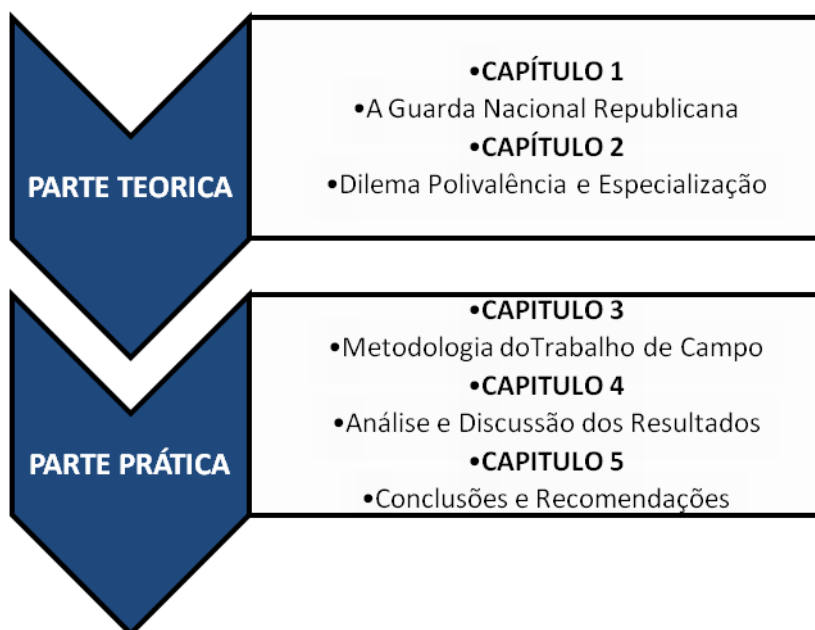 PARTE TEORICA
•CAPÍTULO 1
•A Guarda Nacional Republicana
•CAPÍTULO 2
•Dilema Polivalência e Especialização
PARTE PRÁTICA
•CAPITULO 3
•Metodologia doTrabalho de Campo
•CAPITULO 4
•Análise e Discussão dos Resultados
•CAPITULO 5
•Conclusões e Recomendações